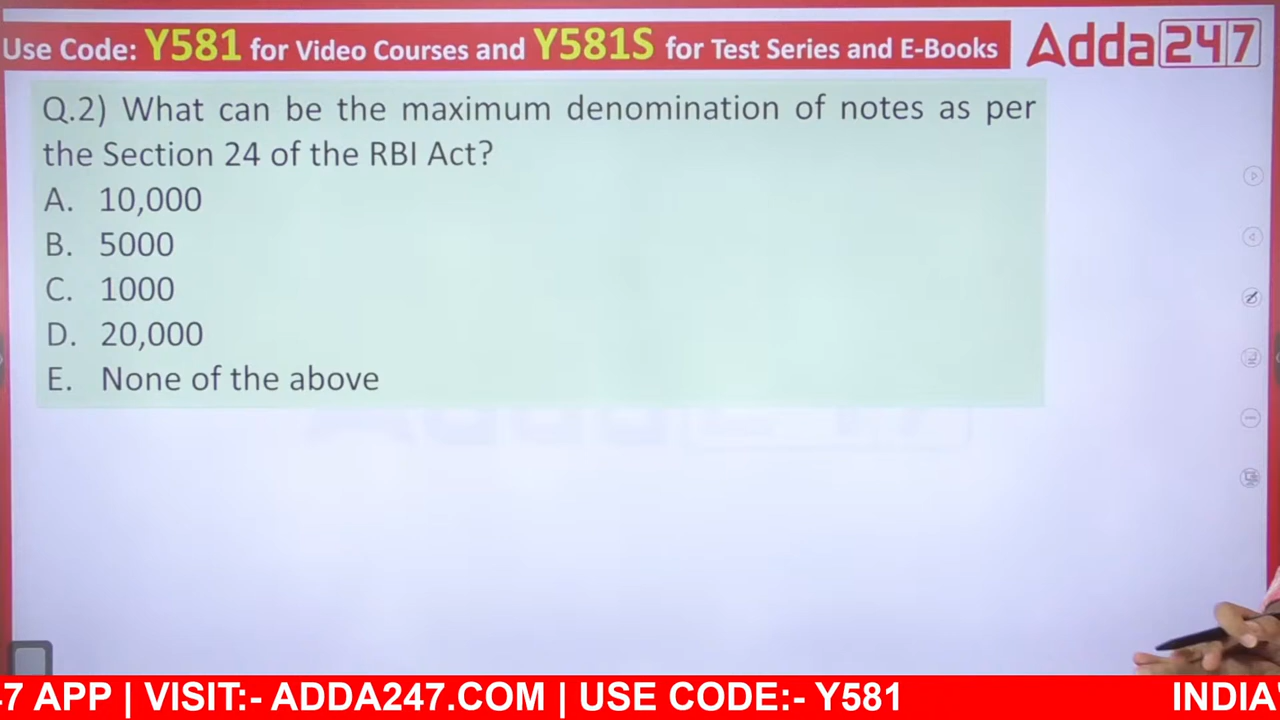 Use Code: Y581 for Video Courses and Y581S for Test Series and E-Books
Adda247
Q.2) What can be the maximum denomination of notes as per
the Section 24 of the RBI Act?
A. 10,000
B. 5000
C. 1000
D. 20,000
E. None of the above
7 APP | VISIT:- ADDA247.COM | USE CODE:- Y581
INDIA'